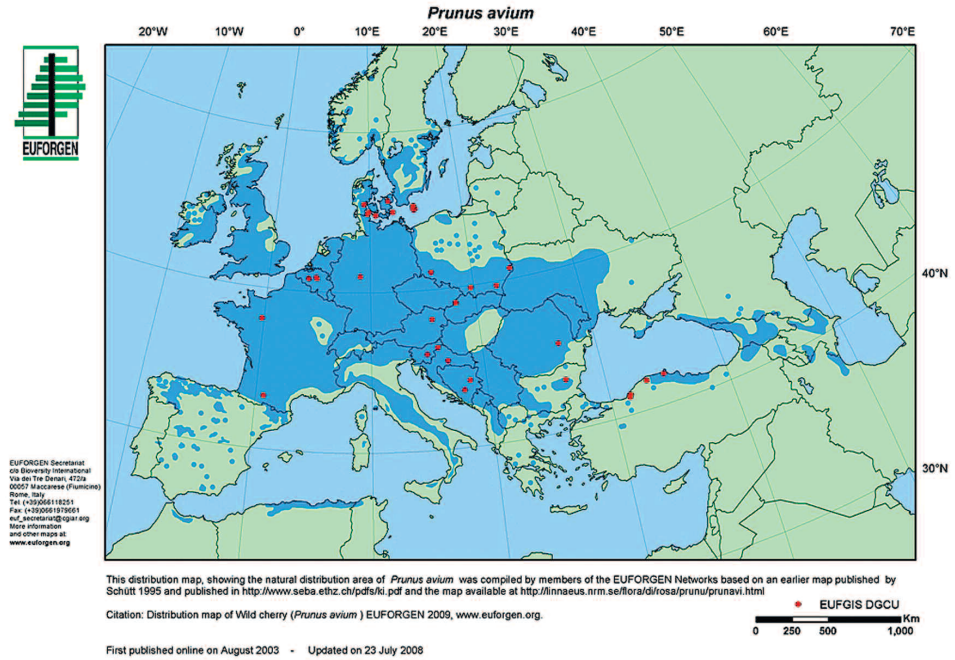 Prunus avium
20°W 10°W 0° 10°E 20°E 30°E 40°E 50°E 60°E 70°E
EUFORGEN
40°N
30°N
EUFORGEN Secretariat
c/o Bioversity International
Via dei Tre Denari, 472/a
00057 Maccarese (Fiumicino)
Rome, Italy
Tel. (+39)066118251
Fax: (+39)0661979661
euf_secretariat@cgiar.org
More information
and other maps at:
www.euforgen.org
This distribution map, showing the natural distribution area of Prunus avium was compiled by members of the EUFORGEN Networks based on an earlier map published by
Schütt 1995 and published in http://www.seba.ethz.ch/pdfs/ki.pdf and the map available at http://linnaeus.nrm.se/flora/di/rosa/prunu/prunavi.html
EUFGIS DGCU
Citation: Distribution map of Wild cherry (Prunus avium ) EUFORGEN 2009, www.euforgen.org.
Km
0 250 500 1,000
First published online on August 2003 - Updated on 23 July 2008